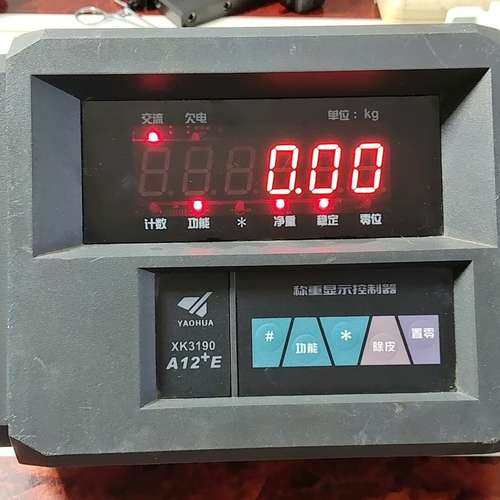 交流 欠电 单位：kg
0.00
计数 功能 * 净重 稳定 零位
称重显示控制器
YAOHUA
XK3190
A12+E
# 功能 * 除皮 置零